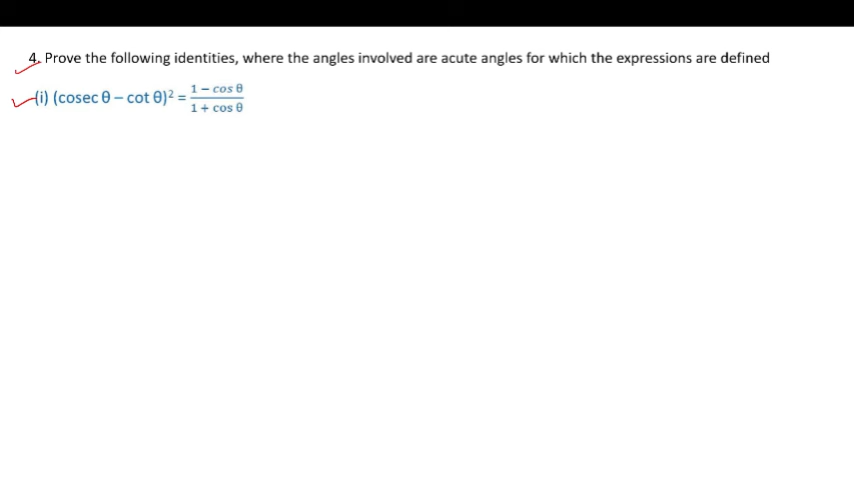 4. Prove the following identities, where the angles involved are acute angles for which the expressions are defined
(i) (cosec θ – cot θ)² = (1 − cos θ)/(1 + cos θ)